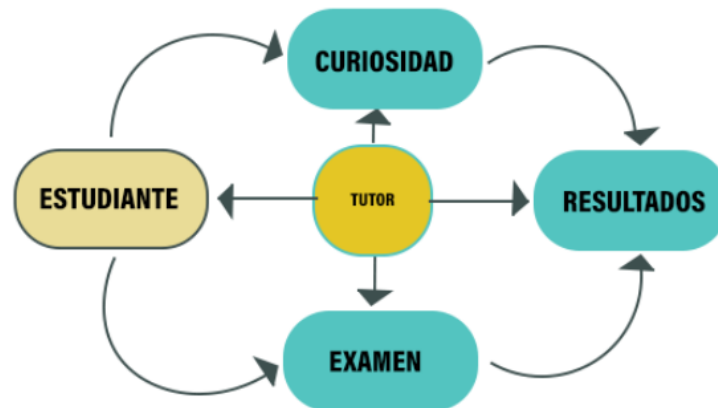 CURIOSIDAD
ESTUDIANTE
TUTOR
RESULTADOS
EXAMEN